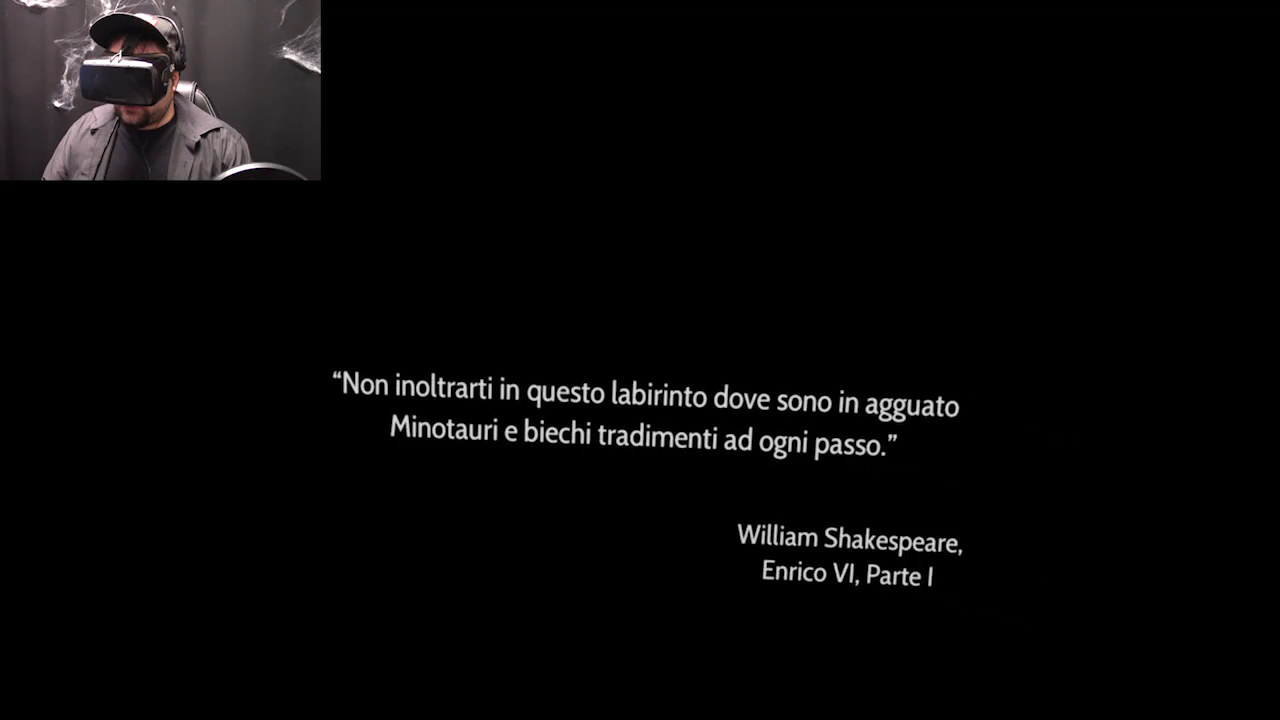 “Non inoltrarti in questo labirinto dove sono in agguato
Minotauri e biechi tradimenti ad ogni passo.”
William Shakespeare,
Enrico VI, Parte I